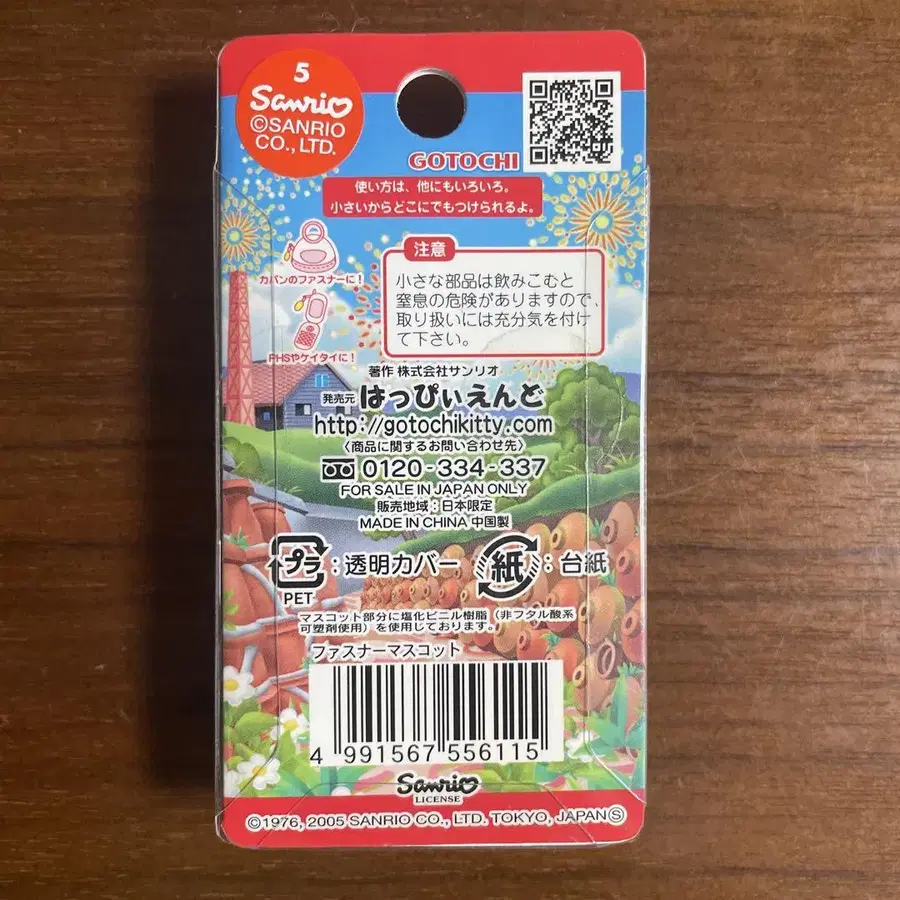 5
Sanrio
©SANRIO
CO., LTD.
GOTOCHI
使い方は、他にもいろいろ。
小さいからどこにでもつけられるよ。
カバンのファスナーに!
PHSやケイタイに!
注意
小さな部品は飲みこむと
窒息の危険がありますので、
取り扱いには充分気を付け
て下さい。
著作 株式会社サンリオ
発売元 はっぴぃえんど
http://gotochikitty.com
〈商品に関するお問い合わせ先〉
0120-334-337
FOR SALE IN JAPAN ONLY
販売地域:日本限定
MADE IN CHINA 中国製
プラ:透明カバー 紙:台紙
PET
マスコット部分に塩化ビニル樹脂(非フタル酸系
可塑剤使用)を使用しております。
ファスナーマスコット
4 991567 556115
Sanrio
LICENSE
©1976, 2005 SANRIO CO., LTD. TOKYO, JAPAN Ⓢ